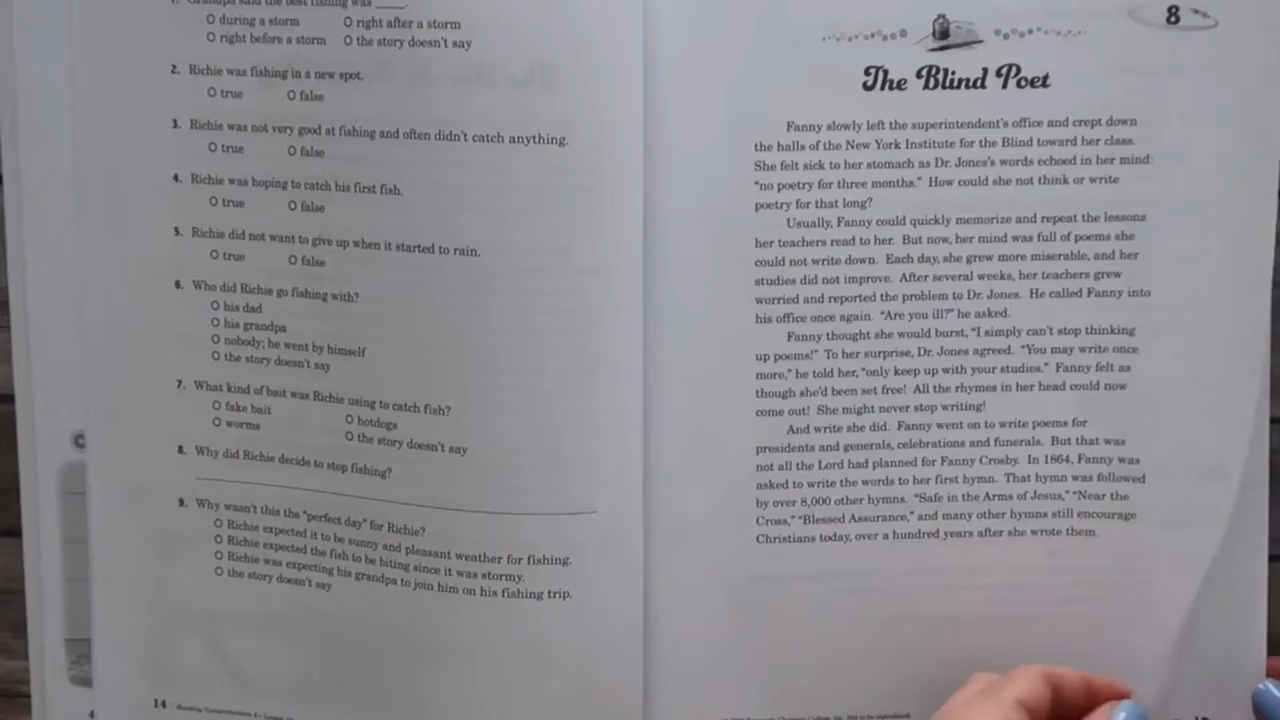 Grandpa said the best fishing was ____.
O during a storm O right after a storm
O right before a storm O the story doesn't say
2. Richie was fishing in a new spot.
O true O false
3. Richie was not very good at fishing and often didn't catch anything.
O true O false
4. Richie was hoping to catch his first fish.
O true O false
5. Richie did not want to give up when it started to rain.
O true O false
6. Who did Richie go fishing with?
O his dad
O his grandpa
O nobody; he went by himself
O the story doesn't say
7. What kind of bait was Richie using to catch fish?
O fake bait O hotdogs
O worms O the story doesn't say
8. Why did Richie decide to stop fishing?
9. Why wasn't this the "perfect day" for Richie?
O Richie expected it to be sunny and pleasant weather for fishing.
O Richie expected the fish to be biting since it was stormy.
O Richie was expecting his grandpa to join him on his fishing trip.
O the story doesn't say
14 Reading Comprehension 4
C
4
8
The Blind Poet
Fanny slowly left the superintendent's office and crept down
the halls of the New York Institute for the Blind toward her class.
She felt sick to her stomach as Dr. Jones's words echoed in her mind:
"no poetry for three months." How could she not think or write
poetry for that long?
Usually, Fanny could quickly memorize and repeat the lessons
her teachers read to her. But now, her mind was full of poems she
could not write down. Each day, she grew more miserable, and her
studies did not improve. After several weeks, her teachers grew
worried and reported the problem to Dr. Jones. He called Fanny into
his office once again. "Are you ill?" he asked.
Fanny thought she would burst, "I simply can't stop thinking
up poems!" To her surprise, Dr. Jones agreed. "You may write once
more," he told her, "only keep up with your studies." Fanny felt as
though she'd been set free! All the rhymes in her head could now
come out! She might never stop writing!
And write she did. Fanny went on to write poems for
presidents and generals, celebrations and funerals. But that was
not all the Lord had planned for Fanny Crosby. In 1864, Fanny was
asked to write the words to her first hymn. That hymn was followed
by over 8,000 other hymns. "Safe in the Arms of Jesus," "Near the
Cross," "Blessed Assurance," and many other hymns still encourage
Christians today, over a hundred years after she wrote them.